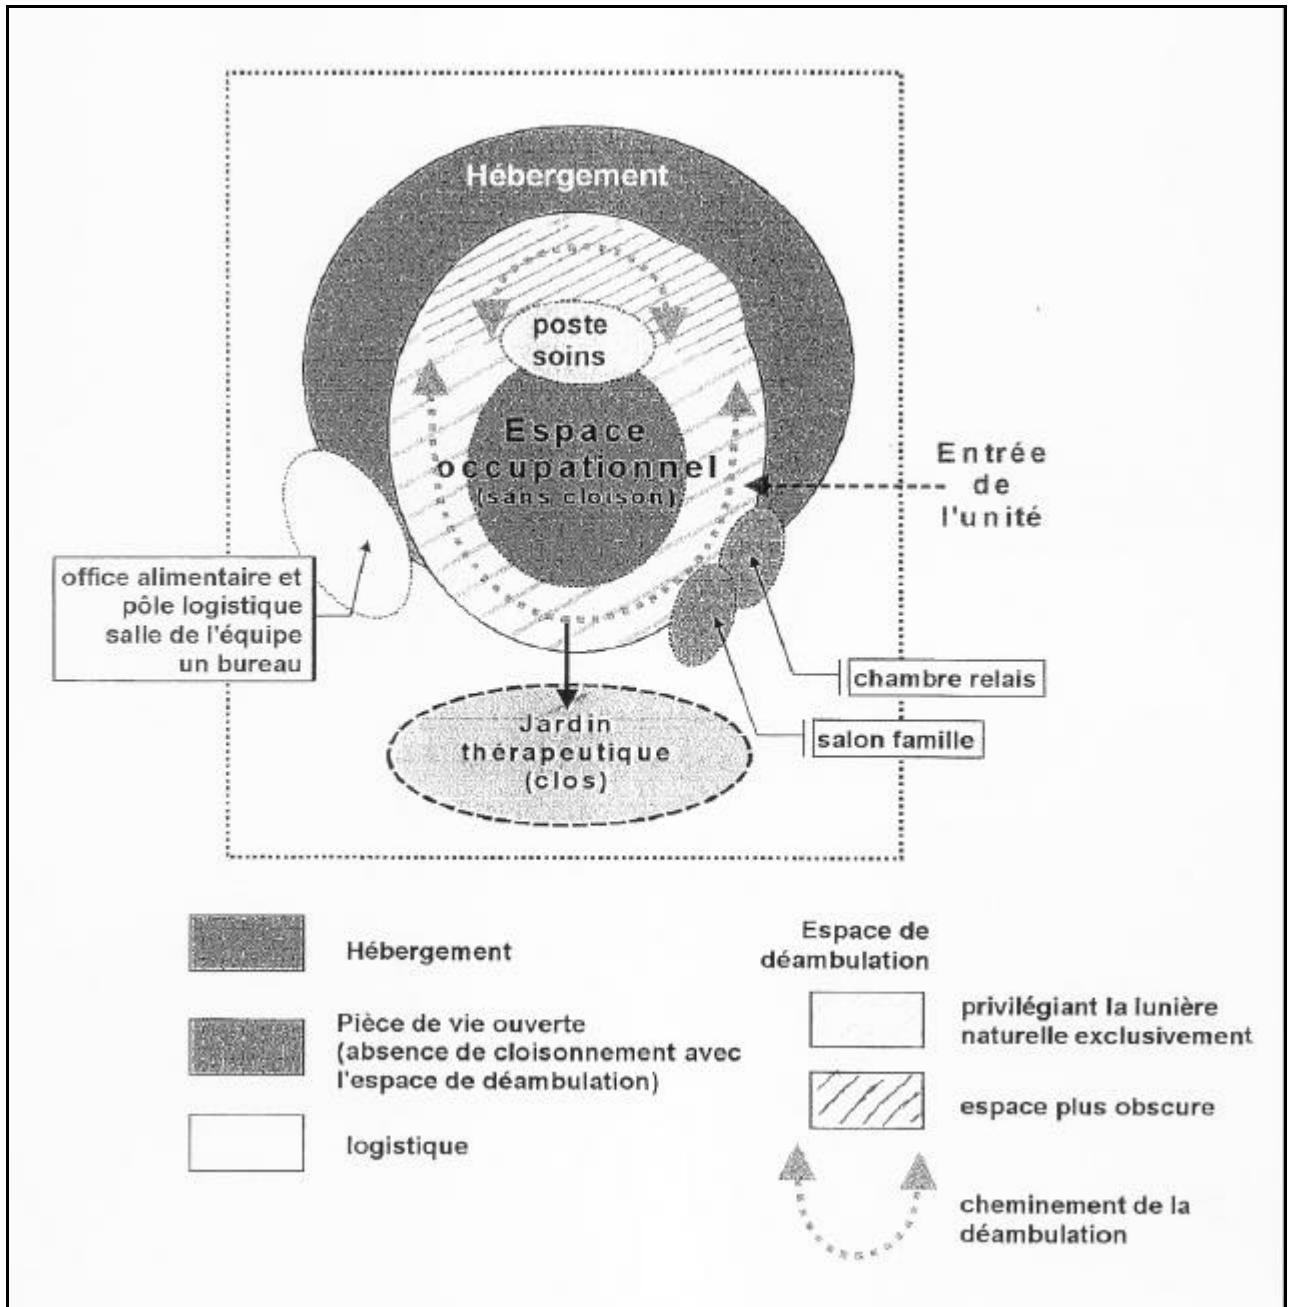 Hébergement
poste
soins
Espace
occupationnel
(sans cloison)
Entrée
de
l'unité
office alimentaire et
pôle logistique
salle de l'équipe
un bureau
chambre relais
salon famille
Jardin
thérapeutique
(clos)
Hébergement
Pièce de vie ouverte
(absence de cloisonnement avec
l'espace de déambulation)
logistique
Espace de
déambulation
privilégiant la lunière
naturelle exclusivement
espace plus obscure
cheminement de la
déambulation